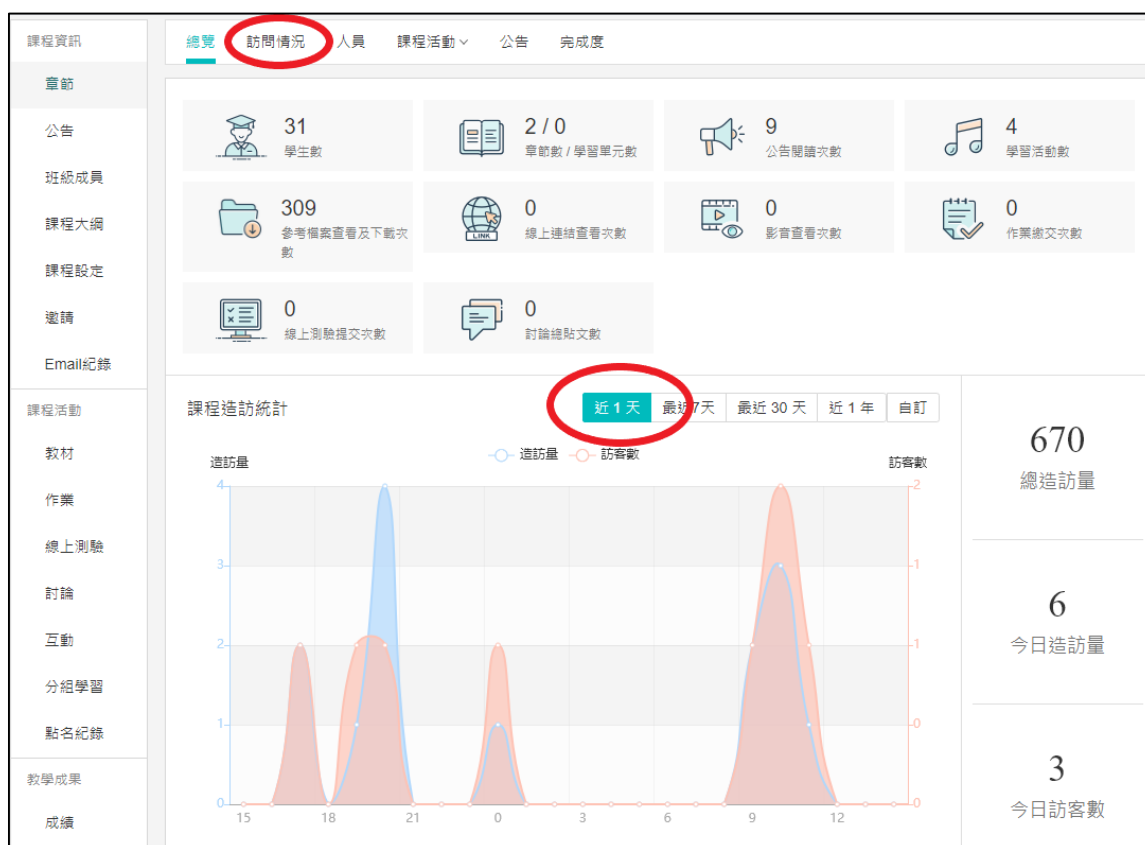 課程資訊
章節
公告
班級成員
課程大綱
課程設定
邀請
Email紀錄
課程活動
教材
作業
線上測驗
討論
互動
分組學習
點名紀錄
教學成果
成績
總覽 訪問情況 人員 課程活動 公告 完成度
31
學生數
2 / 0
章節數 / 學習單元數
9
公告閱讀次數
4
學習活動數
309
參考檔案查看及下載次
數
LINK
0
線上連結查看次數
0
影音查看次數
0
作業繳交次數
0
線上測驗提交次數
0
討論總貼文數
課程造訪統計
近 1 天 最近7天 最近 30 天 近 1 年 自訂
造訪量 訪客數
造訪量
訪客數
4
3
2
1
0
2
1
1
0
0
15 18 21 0 3 6 9 12
670
總造訪量
6
今日造訪量
3
今日訪客數